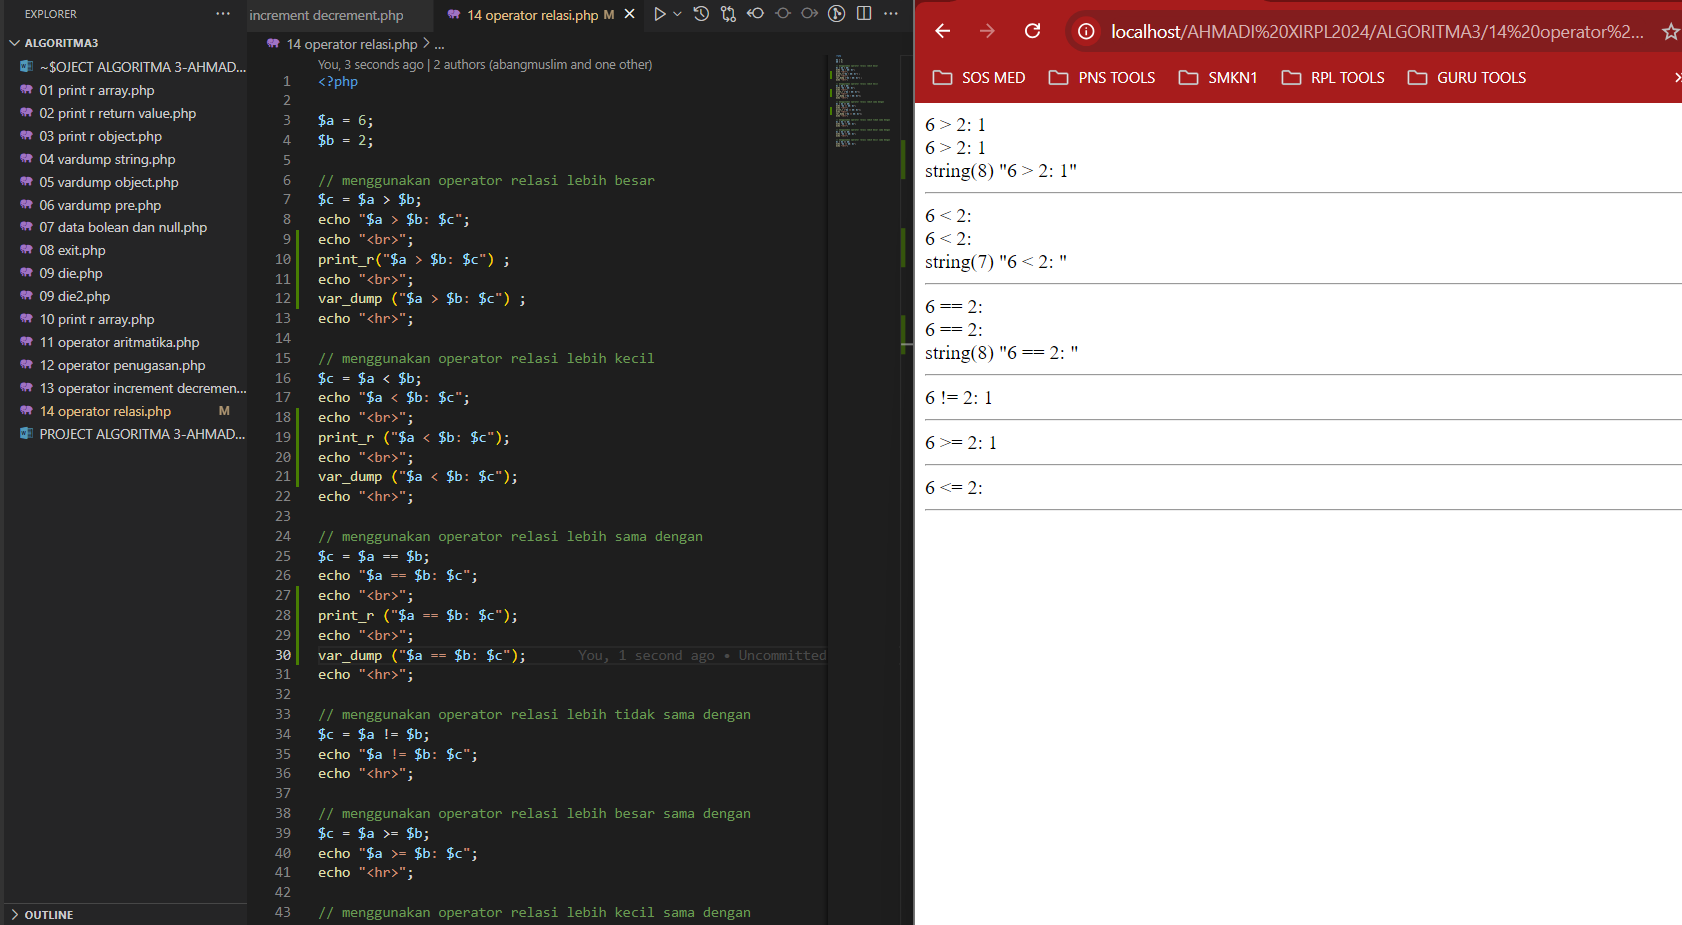 EXPLORER
ALGORITMA3
~$OJECT ALGORITMA 3-AHMAD...
01 print r array.php
02 print r return value.php
03 print r object.php
04 vardump string.php
05 vardump object.php
06 vardump pre.php
07 data bolean dan null.php
08 exit.php
09 die.php
09 die2.php
10 print r array.php
11 operator aritmatika.php
12 operator penugasan.php
13 operator increment decremen...
14 operator relasi.php M
PROJECT ALGORITMA 3-AHMAD...
OUTLINE
increment decrement.php
14 operator relasi.php M
14 operator relasi.php > ...
You, 3 seconds ago | 2 authors (abangmuslim and one other)
1 <?php
2
3 $a = 6;
4 $b = 2;
5
6 // menggunakan operator relasi lebih besar
7 $c = $a > $b;
8 echo "$a > $b: $c";
9 echo "<br>";
10 print_r("$a > $b: $c") ;
11 echo "<br>";
12 var_dump ("$a > $b: $c") ;
13 echo "<hr>";
14
15 // menggunakan operator relasi lebih kecil
16 $c = $a < $b;
17 echo "$a < $b: $c";
18 echo "<br>";
19 print_r ("$a < $b: $c");
20 echo "<br>";
21 var_dump ("$a < $b: $c");
22 echo "<hr>";
23
24 // menggunakan operator relasi lebih sama dengan
25 $c = $a == $b;
26 echo "$a == $b: $c";
27 echo "<br>";
28 print_r ("$a == $b: $c");
29 echo "<br>";
30 var_dump ("$a == $b: $c"); You, 1 second ago • Uncommitted
31 echo "<hr>";
32
33 // menggunakan operator relasi lebih tidak sama dengan
34 $c = $a != $b;
35 echo "$a != $b: $c";
36 echo "<hr>";
37
38 // menggunakan operator relasi lebih besar sama dengan
39 $c = $a >= $b;
40 echo "$a >= $b: $c";
41 echo "<hr>";
42
43 // menggunakan operator relasi lebih kecil sama dengan
localhost/AHMADI%20XIRPL2024/ALGORITMA3/14%20operator%2...
SOS MED
PNS TOOLS
SMKN1
RPL TOOLS
GURU TOOLS
6 > 2: 1
6 > 2: 1
string(8) "6 > 2: 1"
6 < 2:
6 < 2:
string(7) "6 < 2: "
6 == 2:
6 == 2:
string(8) "6 == 2: "
6 != 2: 1
6 >= 2: 1
6 <= 2: